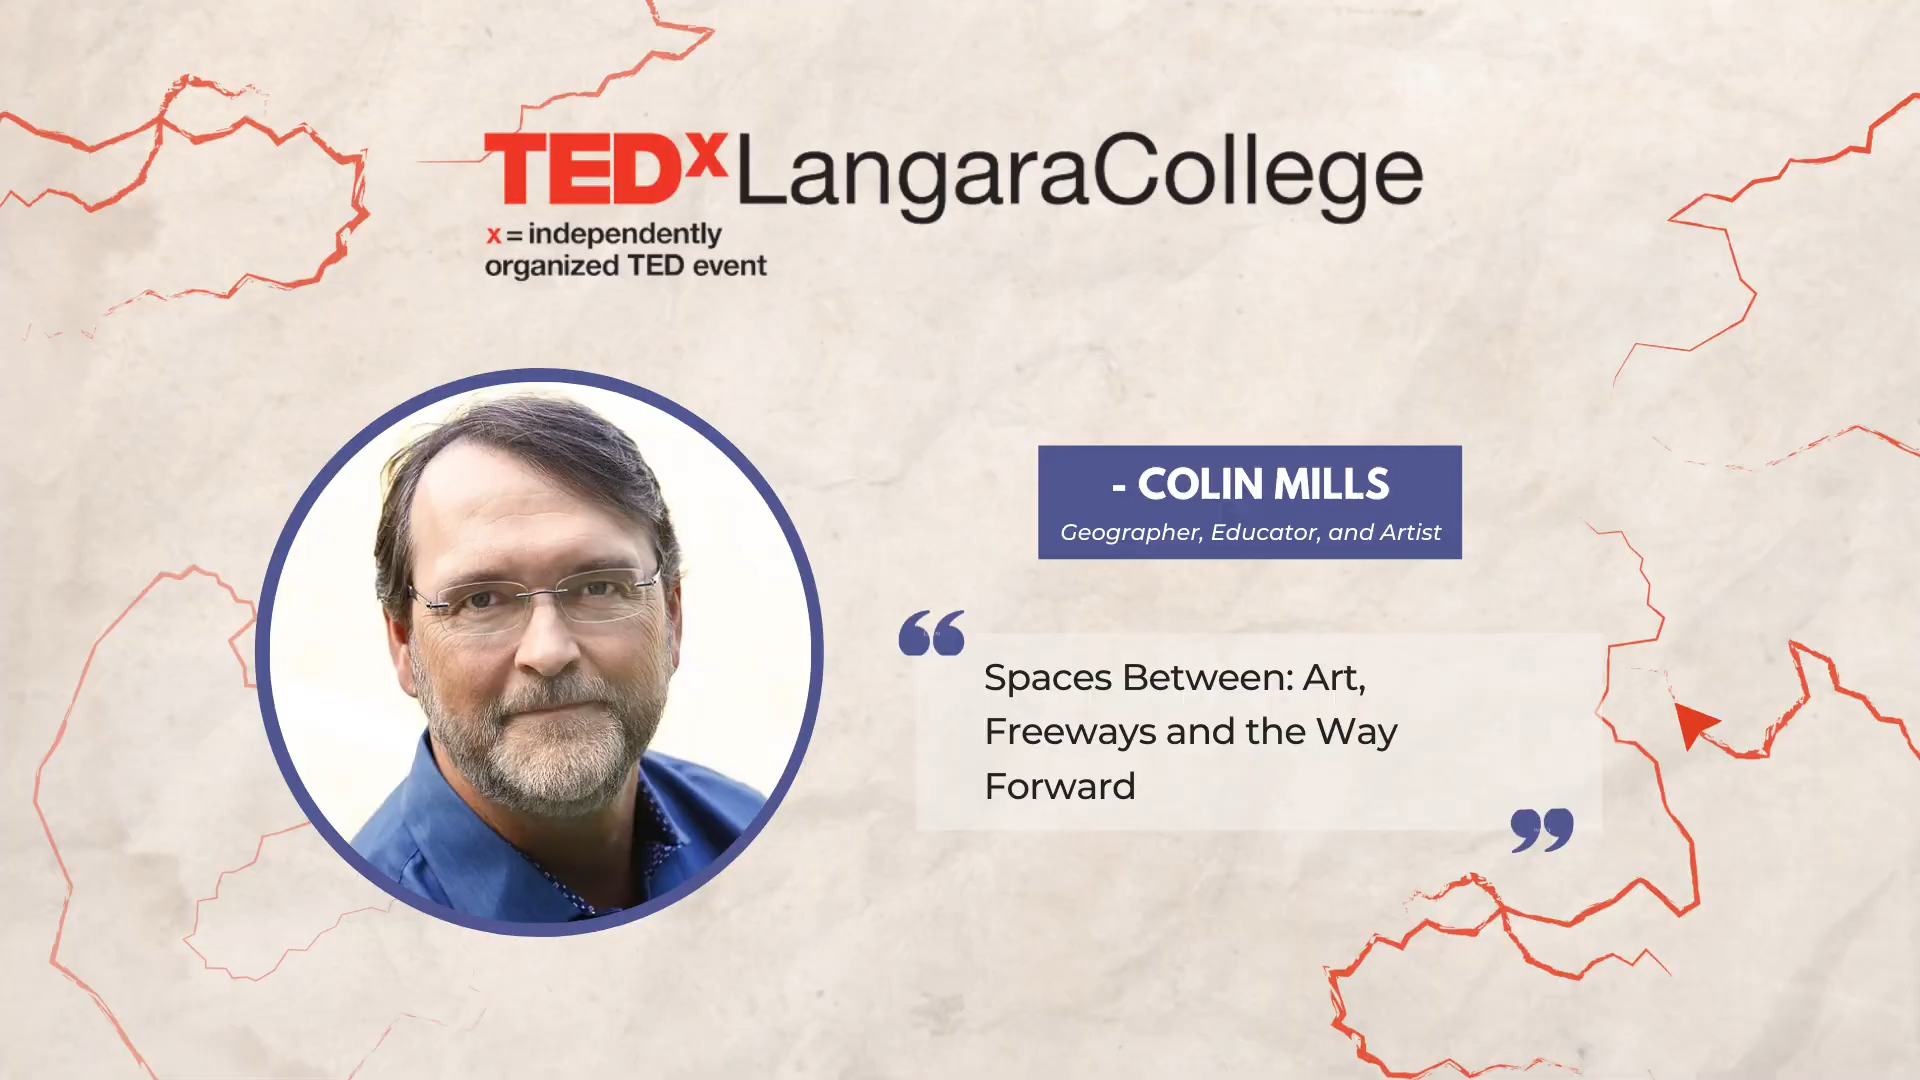 TEDxLangaraCollege
x = independently
organized TED event
- COLIN MILLS
Geographer, Educator, and Artist
“
Spaces Between: Art,
Freeways and the Way
Forward
”